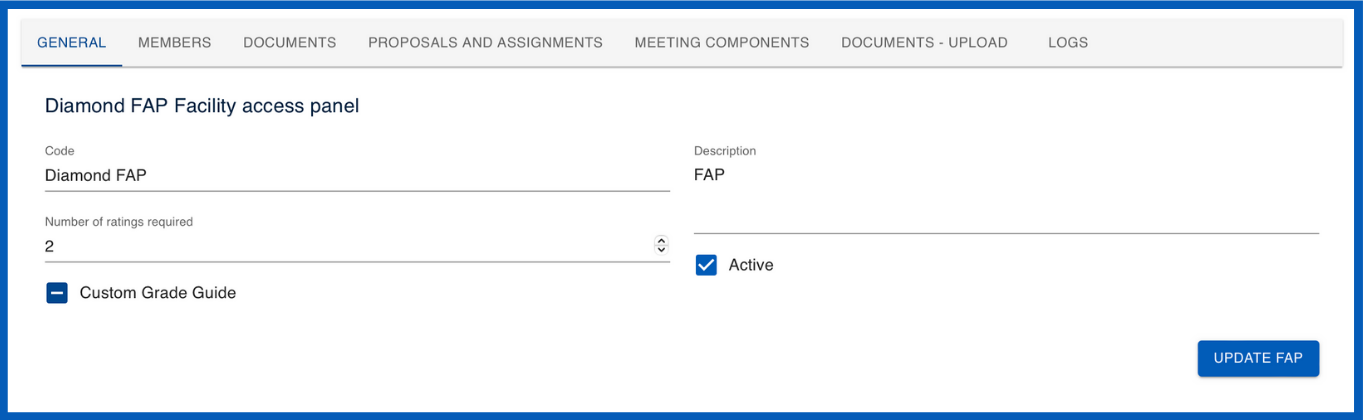 GENERAL MEMBERS DOCUMENTS PROPOSALS AND ASSIGNMENTS MEETING COMPONENTS DOCUMENTS - UPLOAD LOGS
Diamond FAP Facility access panel
Code
Diamond FAP
Description
FAP
Number of ratings required
2
Active
Custom Grade Guide
UPDATE FAP